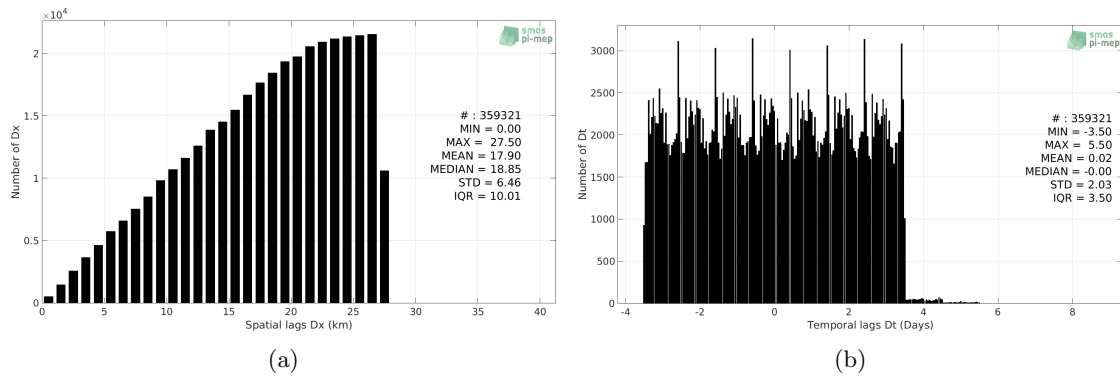 ×10⁴
2
1.5
1
0.5
0
Number of Dx
0 5 10 15 20 25 30 35 40
Spatial lags Dx (km)
smos
pi-mep
# : 359321
MIN = 0.00
MAX = 27.50
MEAN = 17.90
MEDIAN = 18.85
STD = 6.46
IQR = 10.01
(a)
3000
2500
2000
1500
1000
500
0
Number of Dt
-4 -2 0 2 4 6 8
Temporal lags Dt (Days)
smos
pi-mep
# : 359321
MIN = -3.50
MAX = 5.50
MEAN = 0.02
MEDIAN = -0.00
STD = 2.03
IQR = 3.50
(b)